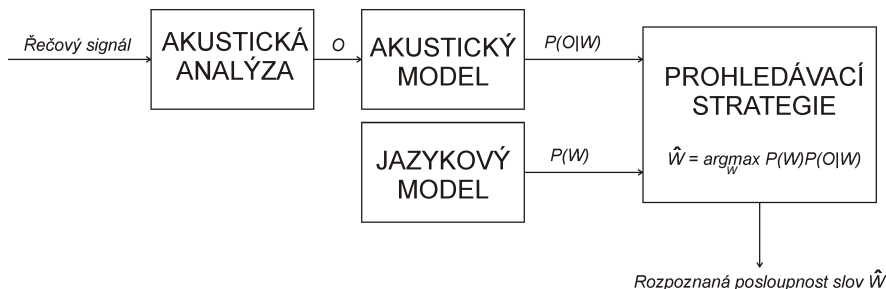 Řečový signál
AKUSTICKÁ
ANALÝZA
O
AKUSTICKÝ
MODEL
P(O|W)
JAZYKOVÝ
MODEL
P(W)
PROHLEDÁVACÍ
STRATEGIE
Ŵ = argmax P(W)P(O|W)
W
Rozpoznaná posloupnost slov Ŵ